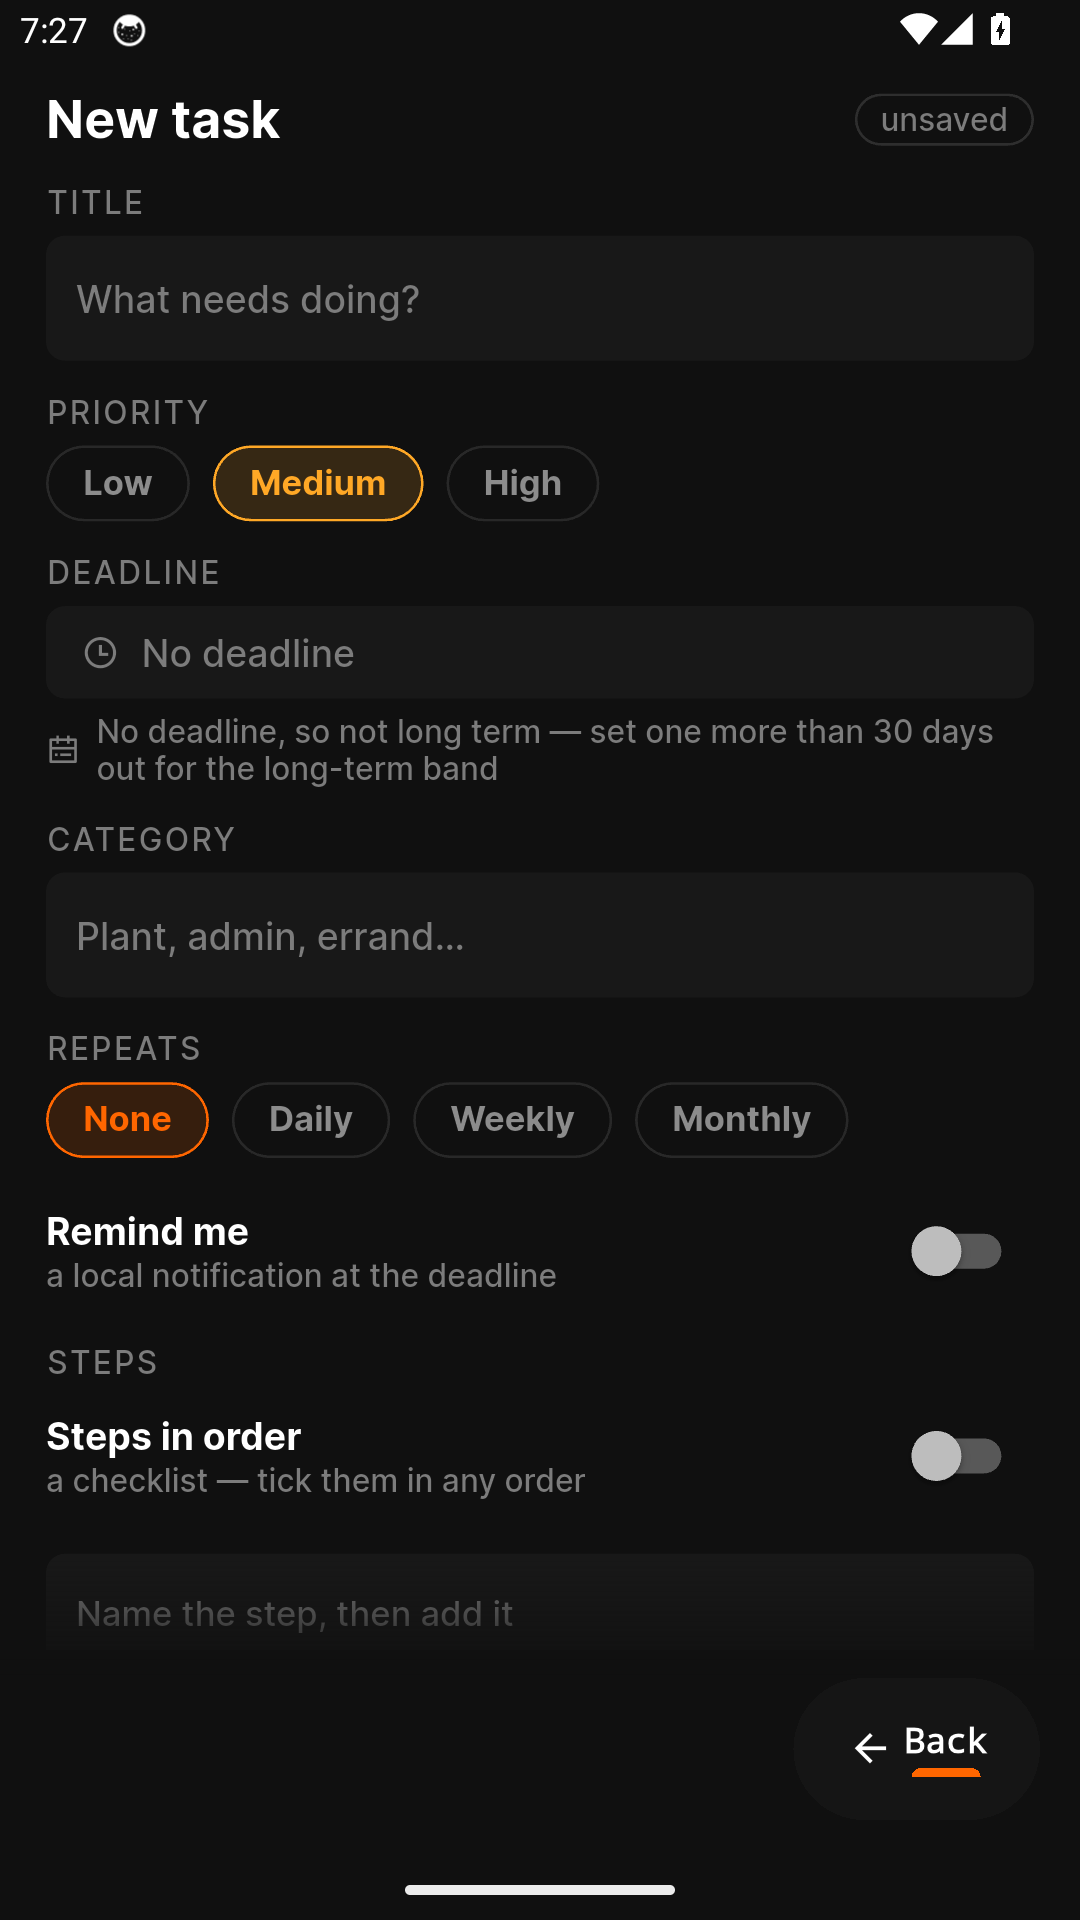 7:27
New task
unsaved
TITLE
What needs doing?
PRIORITY
Low
Medium
High
DEADLINE
No deadline
No deadline, so not long term — set one more than 30 days
out for the long-term band
CATEGORY
Plant, admin, errand...
REPEATS
None
Daily
Weekly
Monthly
Remind me
a local notification at the deadline
STEPS
Steps in order
a checklist — tick them in any order
Name the step, then add it
Back